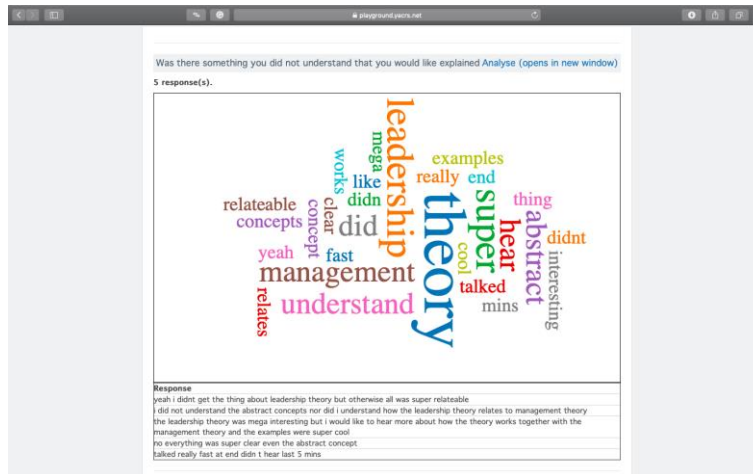 playground.yacrs.net
Was there something you did not understand that you would like explained Analyse (opens in new window)
5 response(s).
leadership
mega
works
examples
like
really
end
didn
super
thing
relateable
concepts
concept
clear
did
theory
hear
abstract
didnt
yeah
fast
cool
interesting
management
talked
relates
understand
mins
Response
yeah i didnt get the thing about leadership theory but otherwise all was super relateable
i did not understand the abstract concepts nor did i understand how the leadership theory relates to management theory
the leadership theory was mega interesting but i would like to hear more about how the theory works together with the
management theory and the examples were super cool
no everything was super clear even the abstract concept
talked really fast at end didn t hear last 5 mins